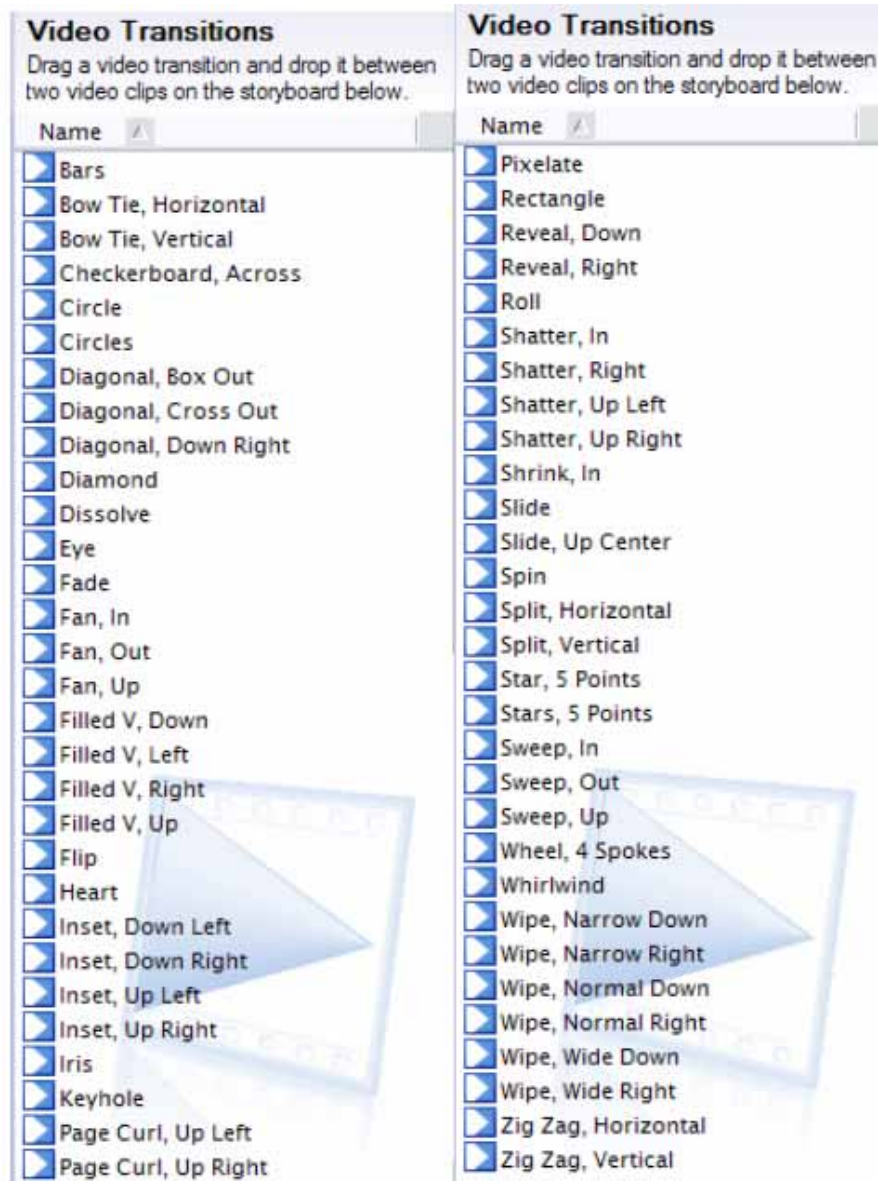 Video Transitions
Drag a video transition and drop it between
two video clips on the storyboard below.
Name
Bars
Bow Tie, Horizontal
Bow Tie, Vertical
Checkerboard, Across
Circle
Circles
Diagonal, Box Out
Diagonal, Cross Out
Diagonal, Down Right
Diamond
Dissolve
Eye
Fade
Fan, In
Fan, Out
Fan, Up
Filled V, Down
Filled V, Left
Filled V, Right
Filled V, Up
Flip
Heart
Inset, Down Left
Inset, Down Right
Inset, Up Left
Inset, Up Right
Iris
Keyhole
Page Curl, Up Left
Page Curl, Up Right
Video Transitions
Drag a video transition and drop it between
two video clips on the storyboard below.
Name
Pixelate
Rectangle
Reveal, Down
Reveal, Right
Roll
Shatter, In
Shatter, Right
Shatter, Up Left
Shatter, Up Right
Shrink, In
Slide
Slide, Up Center
Spin
Split, Horizontal
Split, Vertical
Star, 5 Points
Stars, 5 Points
Sweep, In
Sweep, Out
Sweep, Up
Wheel, 4 Spokes
Whirlwind
Wipe, Narrow Down
Wipe, Narrow Right
Wipe, Normal Down
Wipe, Normal Right
Wipe, Wide Down
Wipe, Wide Right
Zig Zag, Horizontal
Zig Zag, Vertical